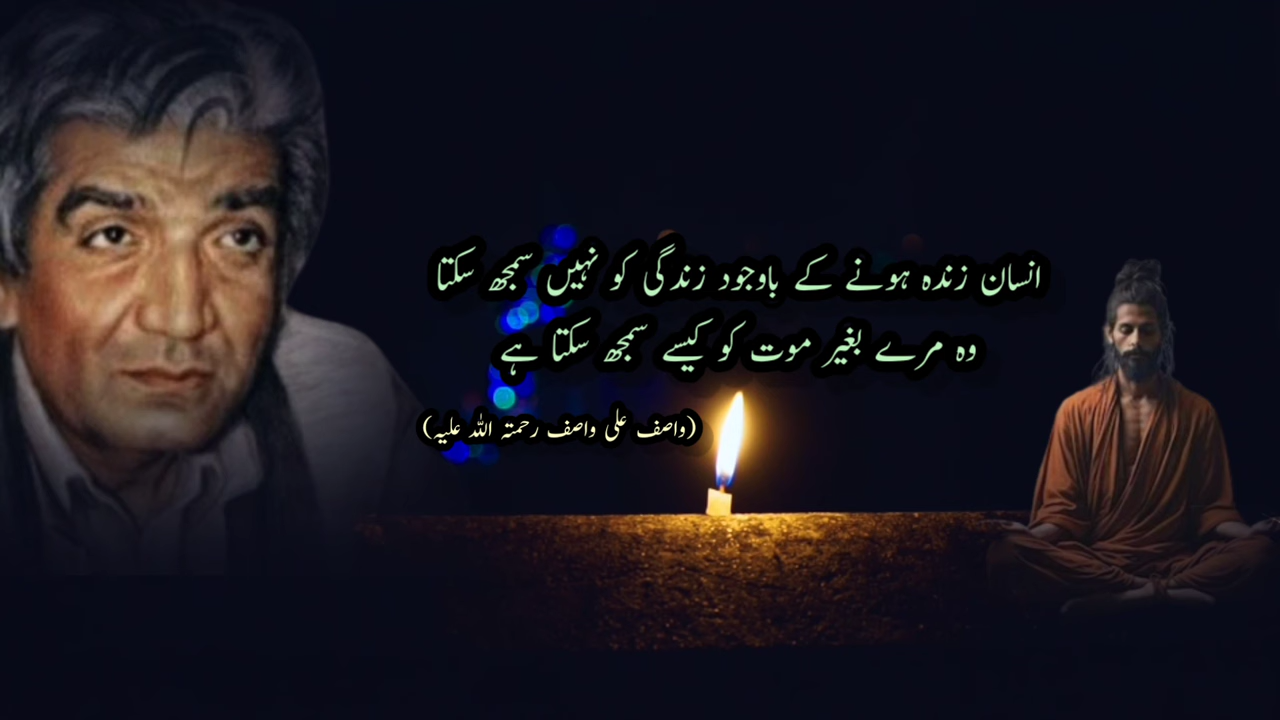 انسان زندہ ہونے کے باوجود زندگی کو نہیں سمجھ سکتا
وہ مرے بغیر موت کو کیسے سمجھ سکتا ہے
(واصف علی واصف رحمتہ اللہ علیہ)